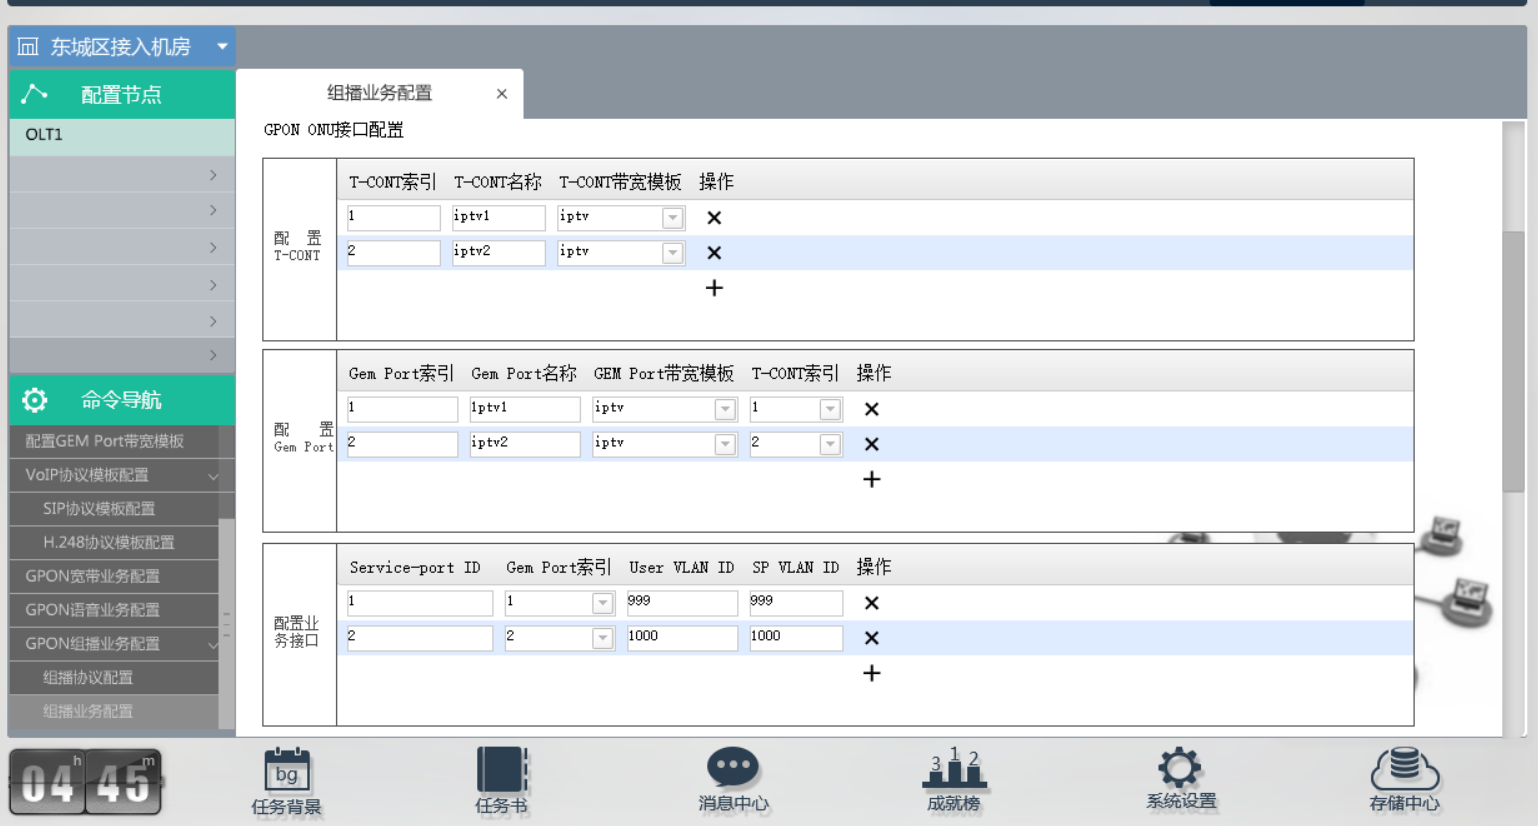 东城区接入机房
配置节点
组播业务配置 ×
OLT1
GPON ONU接口配置
T-CONT索引 T-CONT名称 T-CONT带宽模板 操作
配 置
T-CONT
1 iptv1 iptv
2 iptv2 iptv
Gem Port索引 Gem Port名称 GEM Port带宽模板 T-CONT索引 操作
配 置
Gem Port
1 1ptv1 iptv 1
2 iptv2 iptv 2
Service-port ID Gem Port索引 User VLAN ID SP VLAN ID 操作
配置业
务接口
1 1 999 999
2 2 1000 1000
命令导航
配置GEM Port带宽模板
VoIP协议模板配置
SIP协议模板配置
H.248协议模板配置
GPON宽带业务配置
GPON语音业务配置
GPON组播业务配置
组播协议配置
组播业务配置
04 h 45 m
bg
任务背景
任务书
消息中心
3 1 2
成就榜
系统设置
存储中心